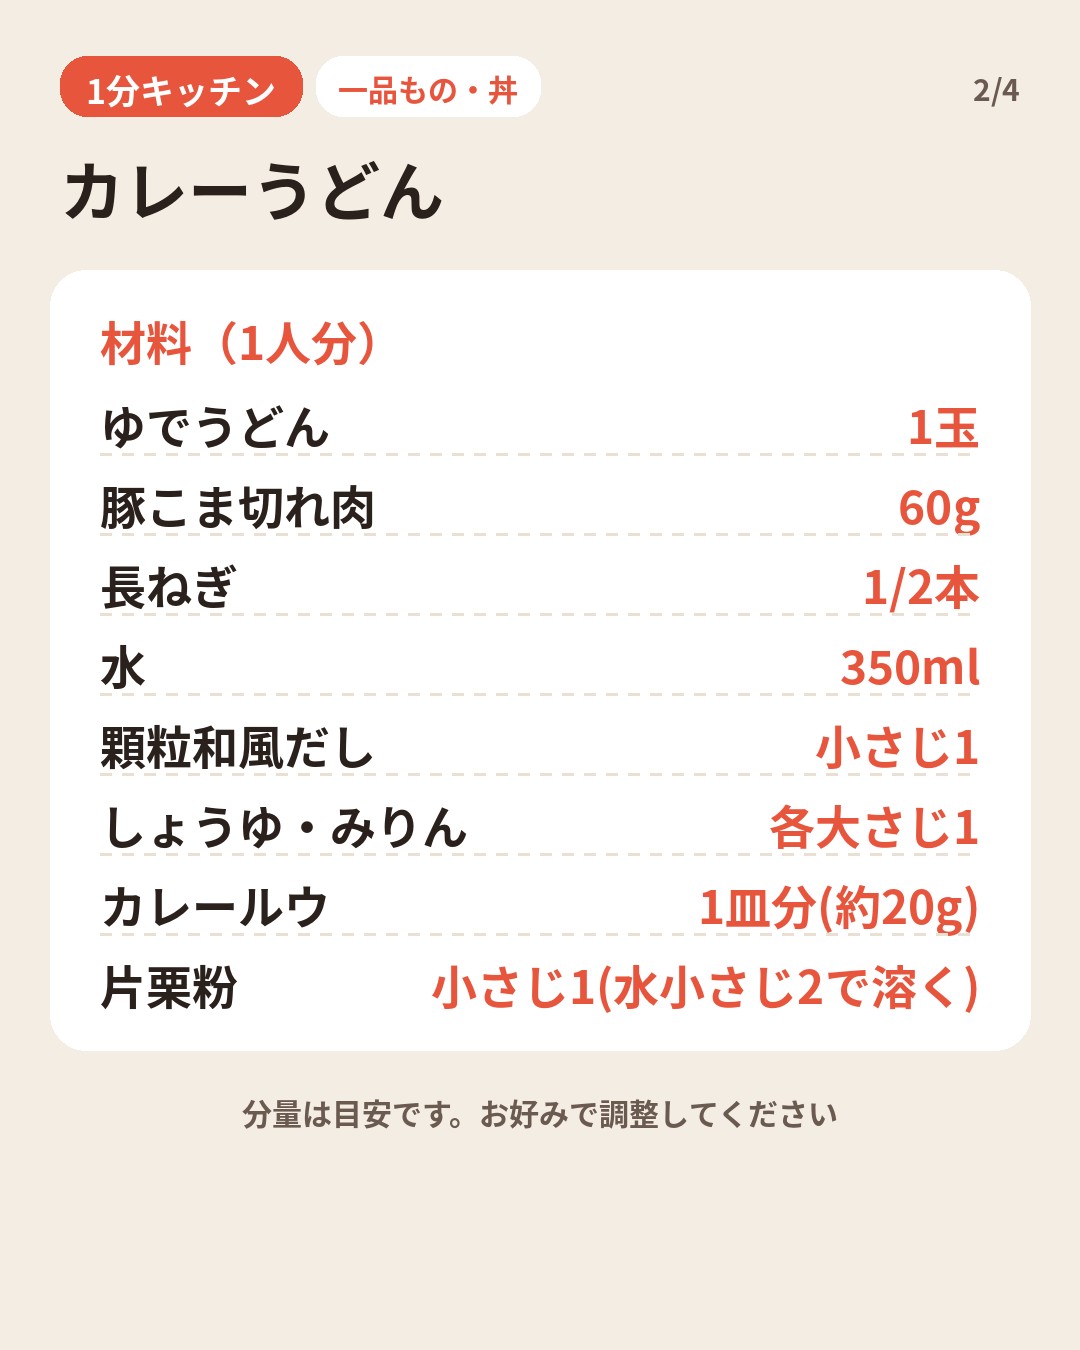 1分キッチン 一品もの・丼 2/4
カレーうどん
材料（1人分）
ゆでうどん 1玉
豚こま切れ肉 60g
長ねぎ 1/2本
水 350ml
顆粒和風だし 小さじ1
しょうゆ・みりん 各大さじ1
カレールウ 1皿分(約20g)
片栗粉 小さじ1(水小さじ2で溶く)
分量は目安です。お好みで調整してください